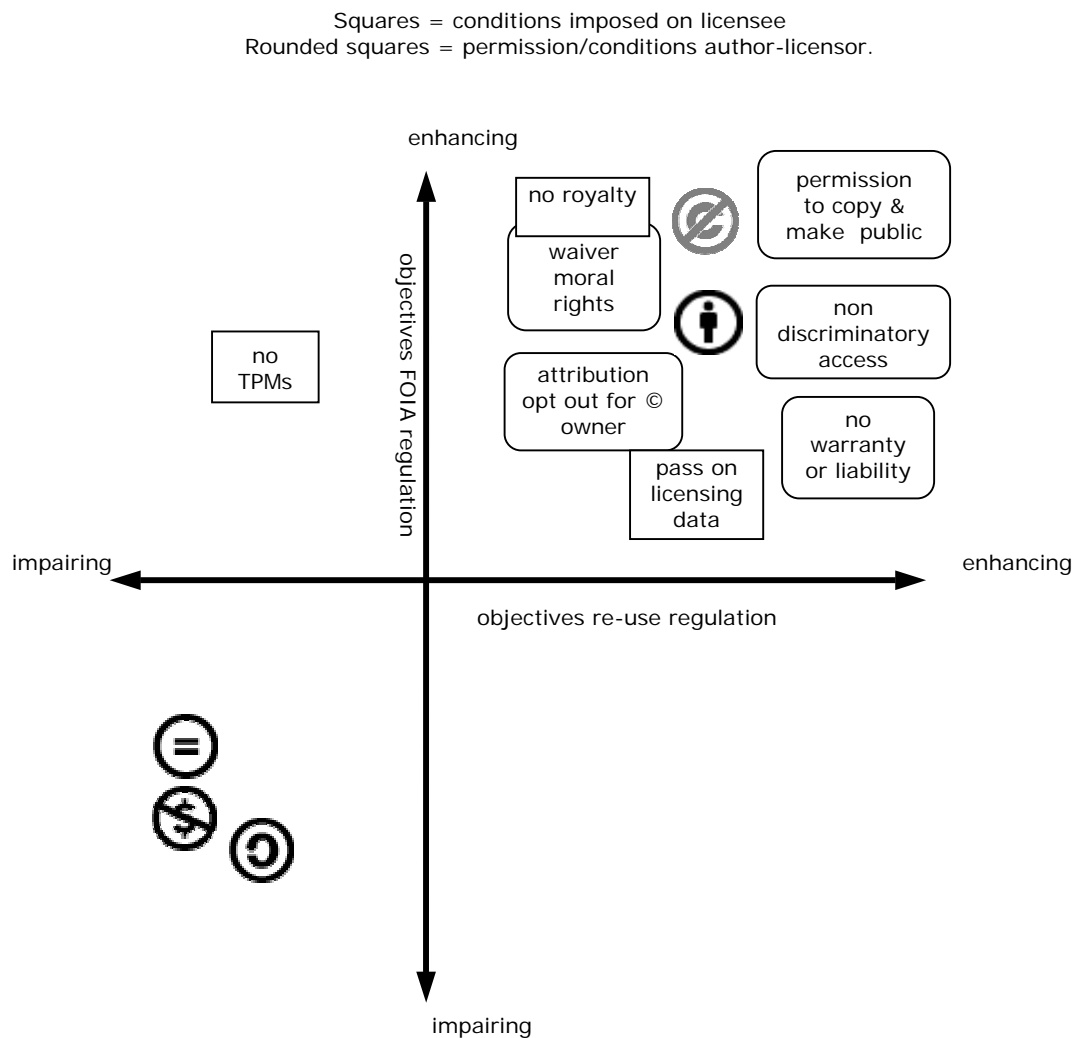 Squares = conditions imposed on licensee
Rounded squares = permission/conditions author-licensor.
enhancing
no royalty
waiver
moral
rights
permission
to copy &
make public
objectives FOIA regulation
no
TPMs
non
discriminatory
access
attribution
opt out for ©
owner
no
warranty
or liability
pass on
licensing
data
impairing
enhancing
objectives re-use regulation
=
$
impairing